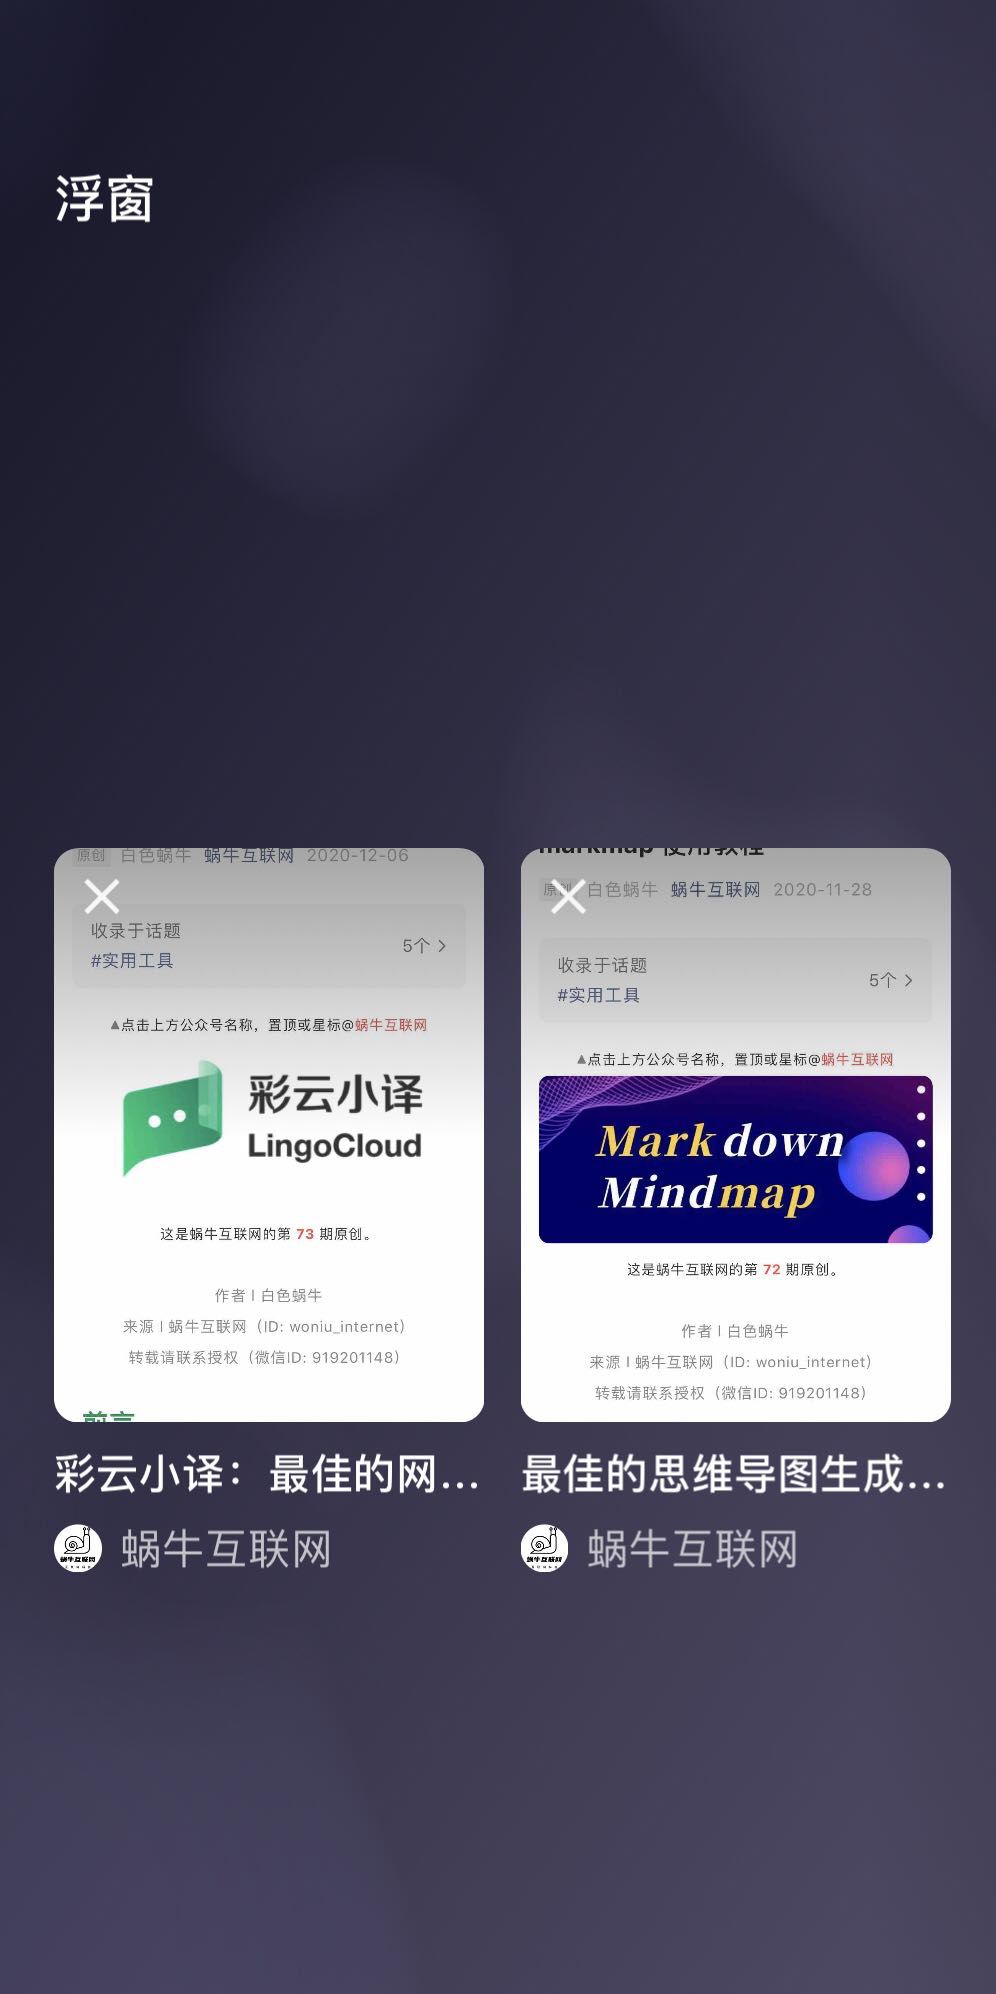 浮窗
原创 白色蜗牛 蜗牛互联网 2020-12-06
收录于话题
#实用工具
5个
▲点击上方公众号名称，置顶或星标@蜗牛互联网
彩云小译
LingoCloud
这是蜗牛互联网的第 73 期原创。
作者 l 白色蜗牛
来源 l 蜗牛互联网（ID: woniu_internet）
转载请联系授权（微信ID: 919201148）
前言
彩云小译：最佳的网...
蜗牛互联网
markmap 使用教程
原创 白色蜗牛 蜗牛互联网 2020-11-28
收录于话题
#实用工具
5个
▲点击上方公众号名称，置顶或星标@蜗牛互联网
Markdown
Mindmap
这是蜗牛互联网的第 72 期原创。
作者 l 白色蜗牛
来源 l 蜗牛互联网（ID: woniu_internet）
转载请联系授权（微信ID: 919201148）
最佳的思维导图生成...
蜗牛互联网